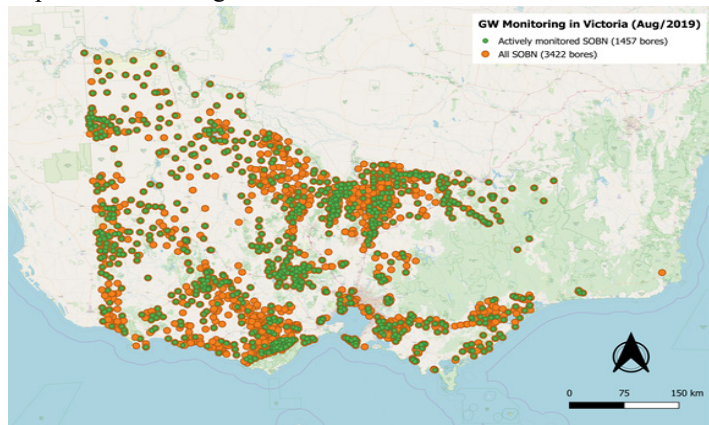 GW Monitoring in Victoria (Aug/2019)
Actively monitored SOBN (1457 bores)
All SOBN (3422 bores)
0 75 150 km